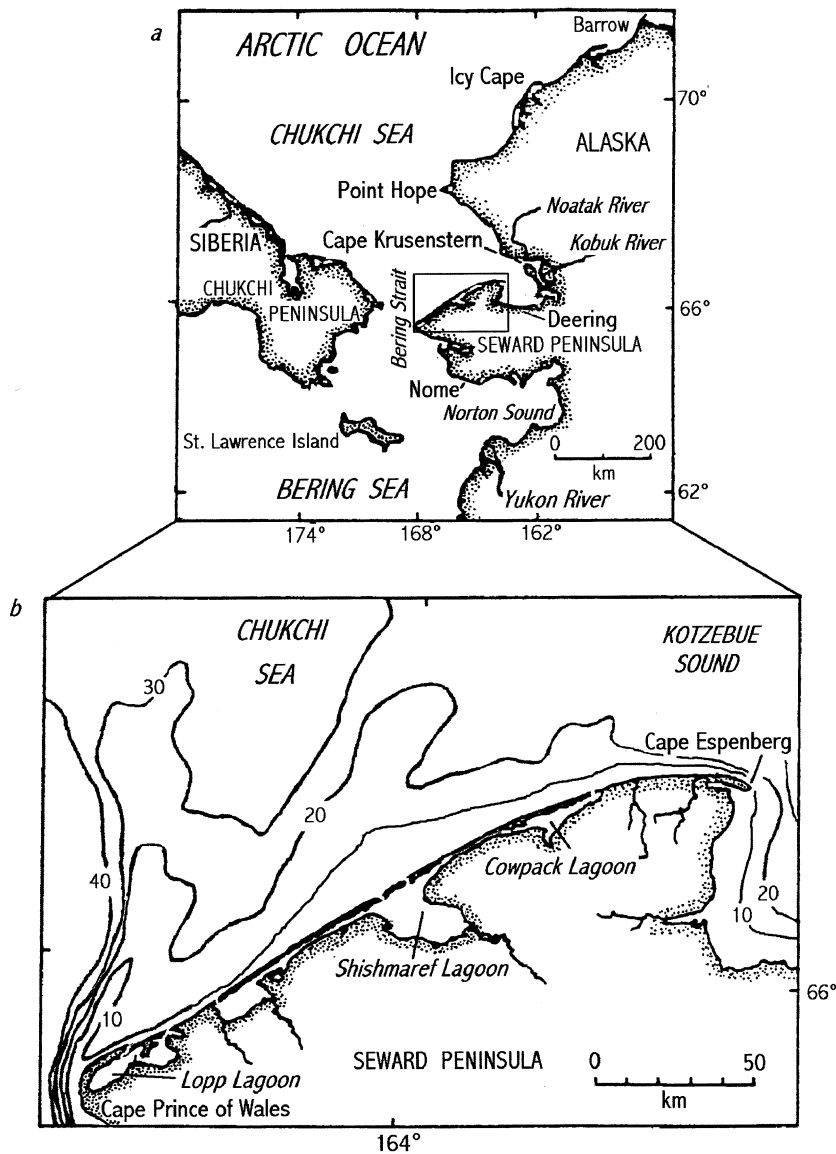 a
ARCTIC OCEAN
Barrow
Icy Cape
70°
CHUKCHI SEA
ALASKA
Point Hope
Noatak River
SIBERIA
Cape Krusenstern
Kobuk River
CHUKCHI
PENINSULA
Bering Strait
66°
Deering
SEWARD PENINSULA
Nome
Norton Sound
St. Lawrence Island
0 200
km
BERING SEA
Yukon River
62°
174° 168° 162°
b
CHUKCHI
SEA
KOTZEBUE
SOUND
30
Cape Espenberg
20
Cowpack Lagoon
40
20
10
Shishmaref Lagoon
66°
10
SEWARD PENINSULA
0 50
km
Lopp Lagoon
Cape Prince of Wales
164°